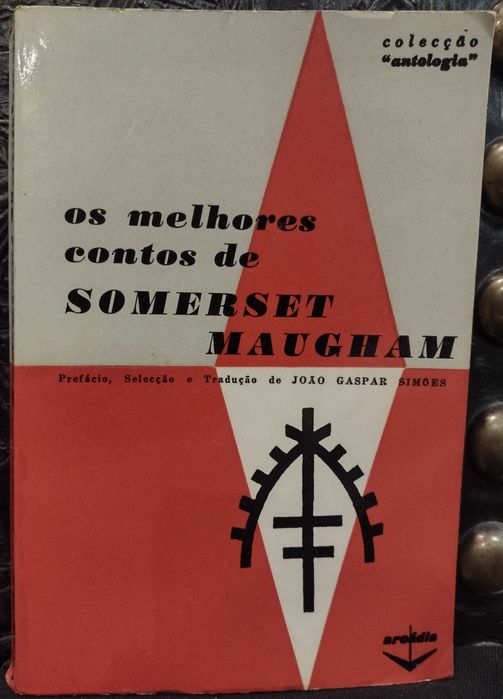 colecção
"antologia"
os melhores
contos de
SOMERSET
MAUGHAM
Prefácio, Selecção e Tradução de JOÃO GASPAR SIMÕES
arcádia